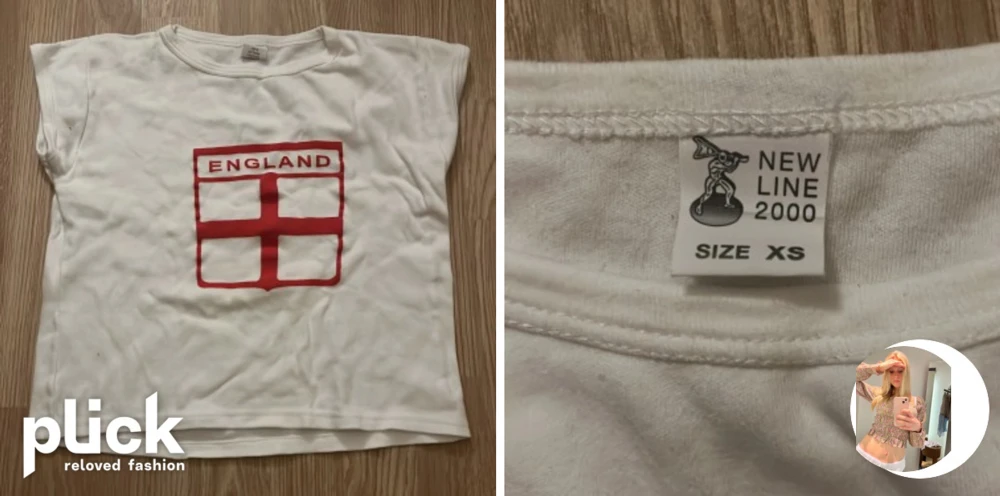 ENGLAND
plick
reloved fashion
NEW
LINE
2000
SIZE XS